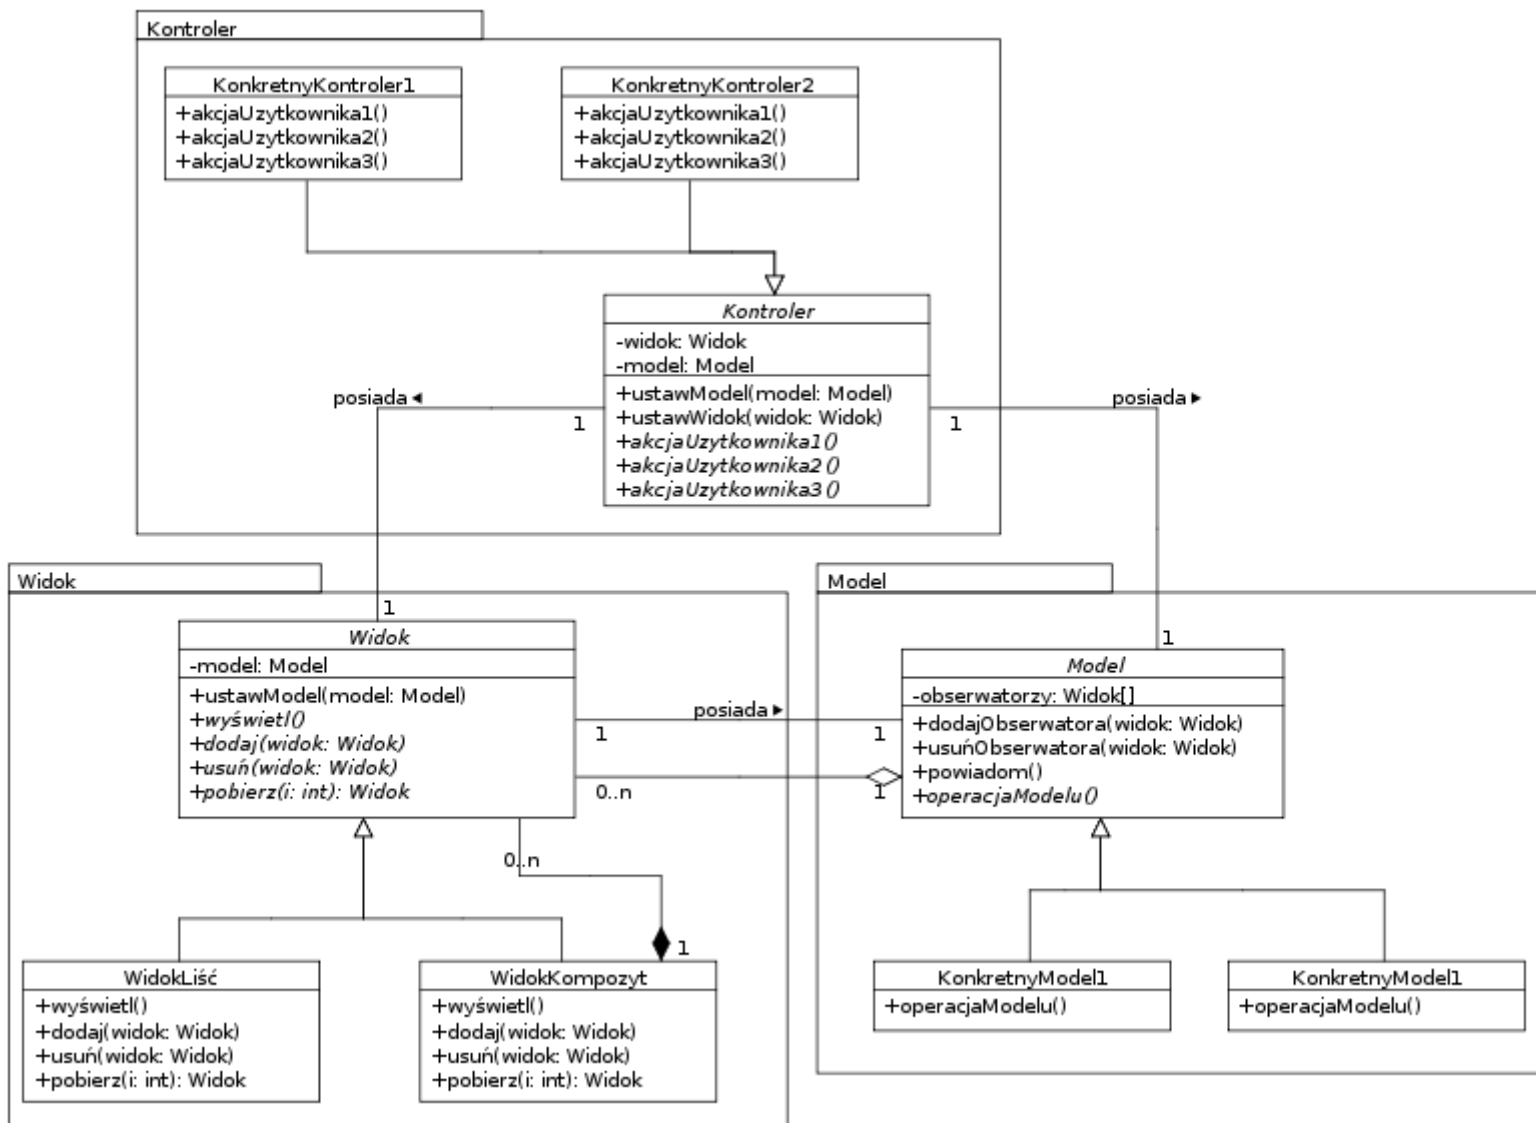 Kontroler
KonkretnyKontroler1
+akcjaUzytkownika1()
+akcjaUzytkownika2()
+akcjaUzytkownika3()
KonkretnyKontroler2
+akcjaUzytkownika1()
+akcjaUzytkownika2()
+akcjaUzytkownika3()
Kontroler
-widok: Widok
-model: Model
+ustawModel(model: Model)
+ustawWidok(widok: Widok)
+akcjaUzytkownika1()
+akcjaUzytkownika2()
+akcjaUzytkownika3()
posiada ◄
1
1
posiada ►
1
1
Widok
Widok
-model: Model
+ustawModel(model: Model)
+wyświetl()
+dodaj(widok: Widok)
+usuń(widok: Widok)
+pobierz(i: int): Widok
posiada ►
1
1
0..n
1
0..n
1
WidokLiść
+wyświetl()
+dodaj(widok: Widok)
+usuń(widok: Widok)
+pobierz(i: int): Widok
WidokKompozyt
+wyświetl()
+dodaj(widok: Widok)
+usuń(widok: Widok)
+pobierz(i: int): Widok
Model
Model
-obserwatorzy: Widok[]
+dodajObserwatora(widok: Widok)
+usuńObserwatora(widok: Widok)
+powiadom()
+operacjaModelu()
KonkretnyModel1
+operacjaModelu()
KonkretnyModel1
+operacjaModelu()